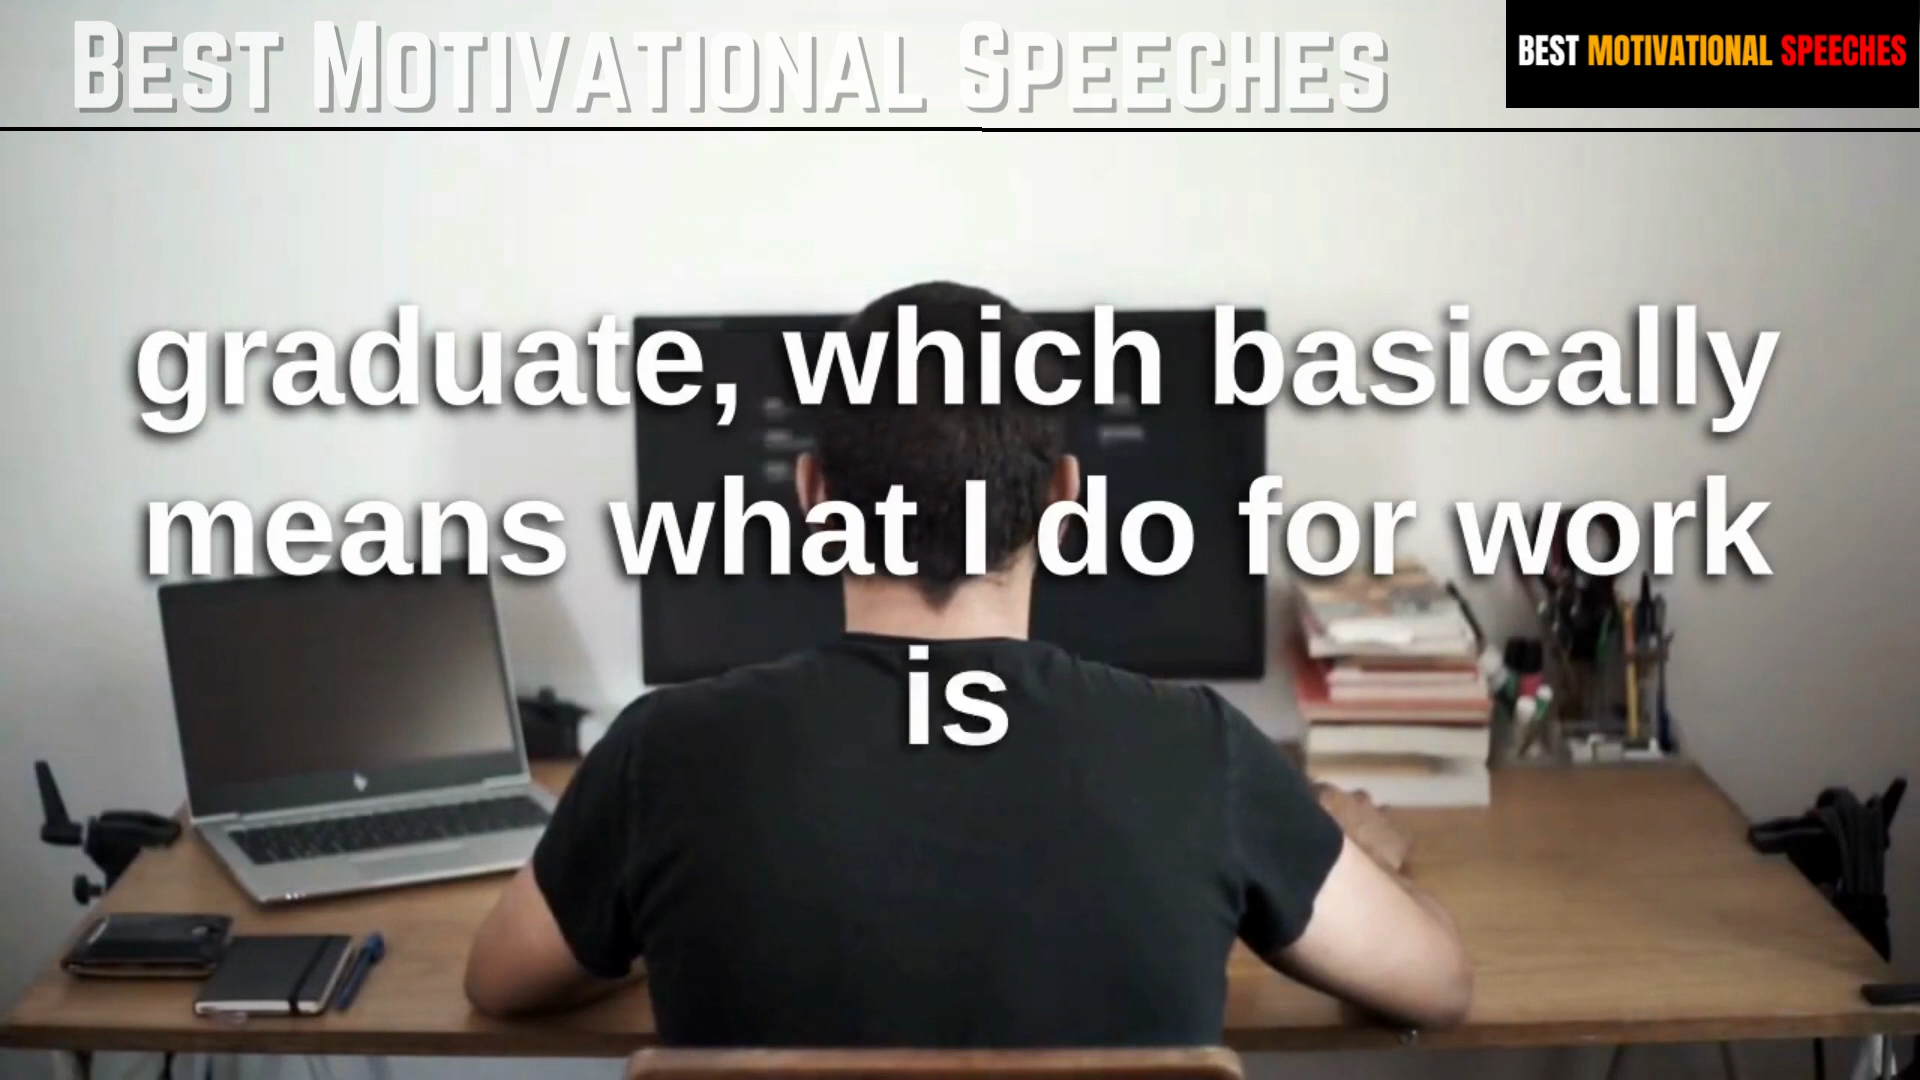 Best Motivational Speeches
BEST MOTIVATIONAL SPEECHES
graduate, which basically
means what I do for work
is